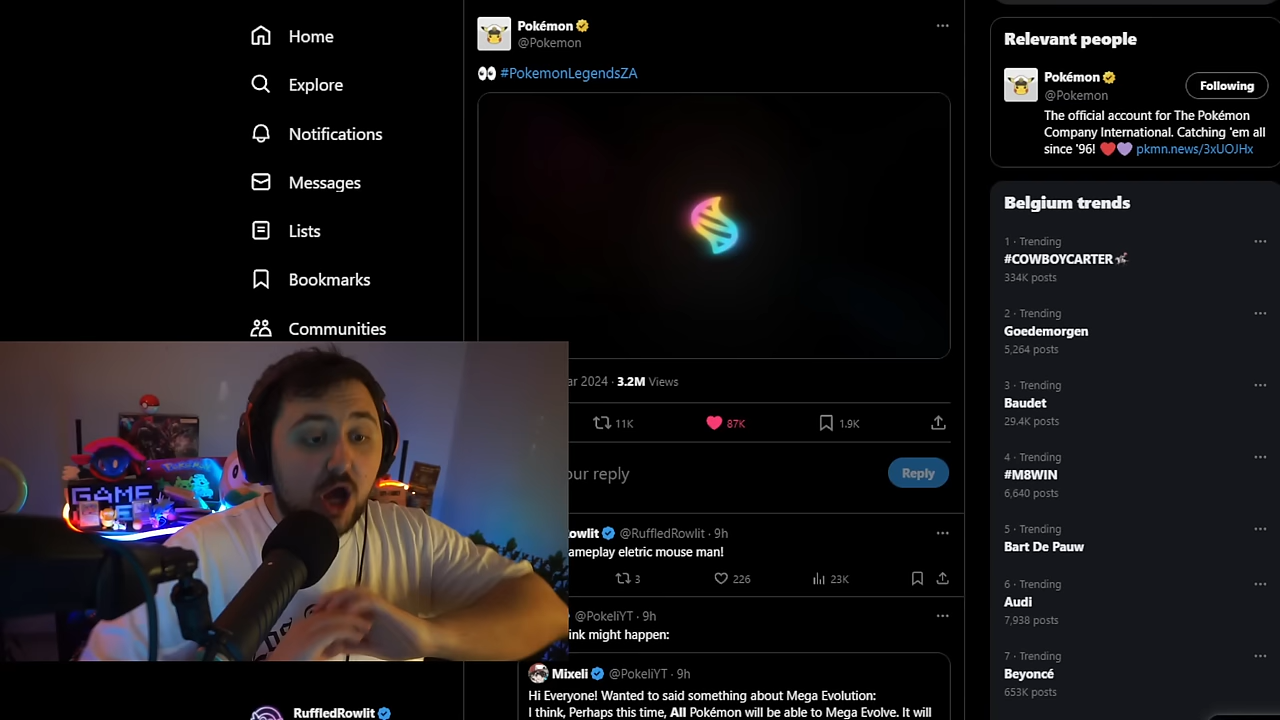 Home
Explore
Notifications
Messages
Lists
Bookmarks
Communities
RuffledRowlit
Pokémon
@Pokemon
👀 #PokemonLegendsZA
ar 2024 · 3.2M Views
11K
87K
1.9K
our reply
Reply
owlit @RuffledRowlit · 9h
ameplay eletric mouse man!
3
226
23K
@PokeliYT · 9h
ink might happen:
Mixeli @PokeliYT · 9h
Hi Everyone! Wanted to said something about Mega Evolution:
I think, Perhaps this time, All Pokémon will be able to Mega Evolve. It will
Relevant people
Pokémon
@Pokemon
Following
The official account for The Pokémon
Company International. Catching 'em all
since '96! ❤️💜 pkmn.news/3xUOJHx
Belgium trends
1 · Trending
#COWBOYCARTER
334K posts
2 · Trending
Goedemorgen
5,264 posts
3 · Trending
Baudet
29.4K posts
4 · Trending
#M8WIN
6,640 posts
5 · Trending
Bart De Pauw
6 · Trending
Audi
7,938 posts
7 · Trending
Beyoncé
653K posts
GAME